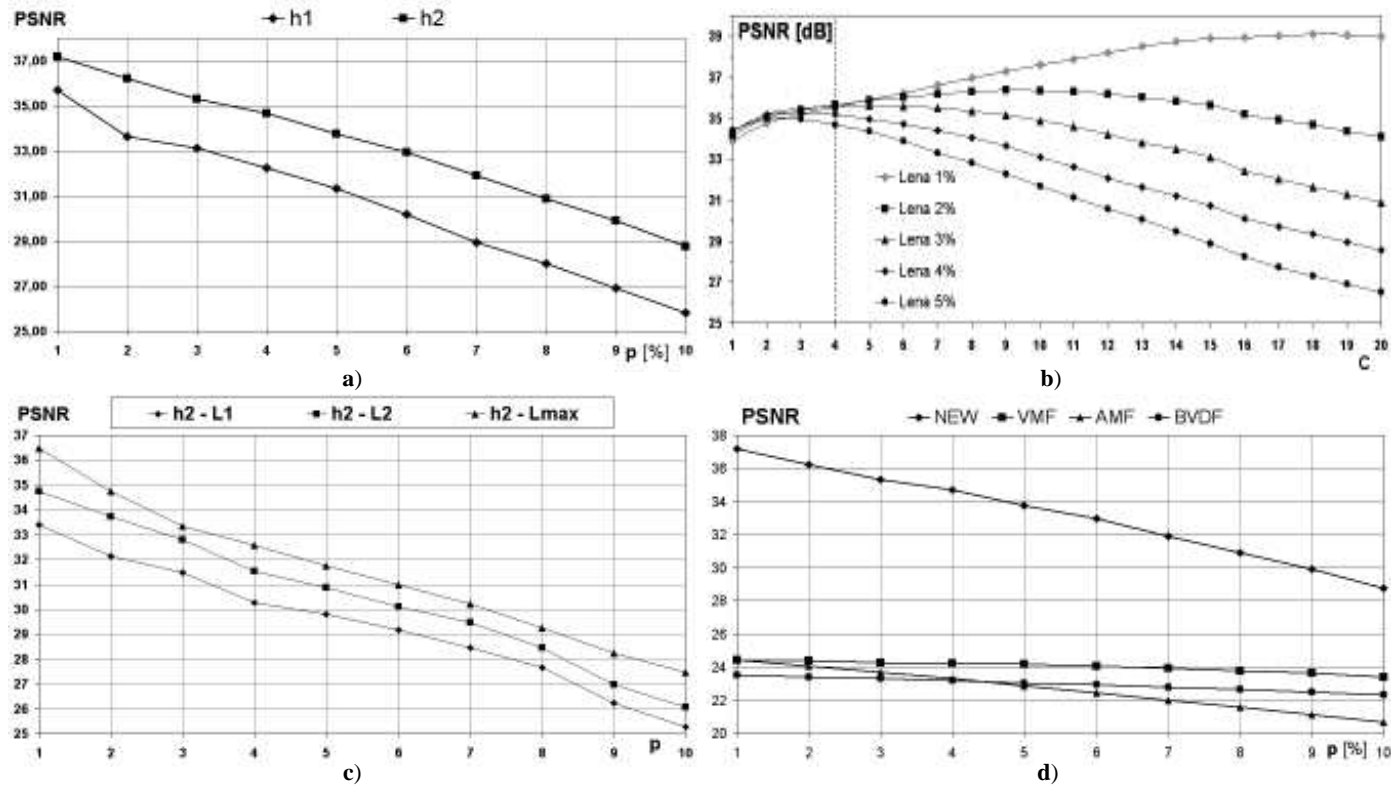 PSNR
h1 h2
37,00
35,00
33,00
31,00
29,00
27,00
25,00
1 2 3 4 5 6 7 8 9 10
p [%]
a)
PSNR [dB]
39
37
35
33
31
29
27
25
Lena 1%
Lena 2%
Lena 3%
Lena 4%
Lena 5%
1 2 3 4 5 6 7 8 9 10 11 12 13 14 15 16 17 18 19 20
C
b)
PSNR
h2 - L1 h2 - L2 h2 - Lmax
37
36
35
34
33
32
31
30
29
28
27
26
25
1 2 3 4 5 6 7 8 9 10
p
c)
PSNR
NEW VMF AMF BVDF
38
36
34
32
30
28
26
24
22
20
1 2 3 4 5 6 7 8 9 10
p [%]
d)